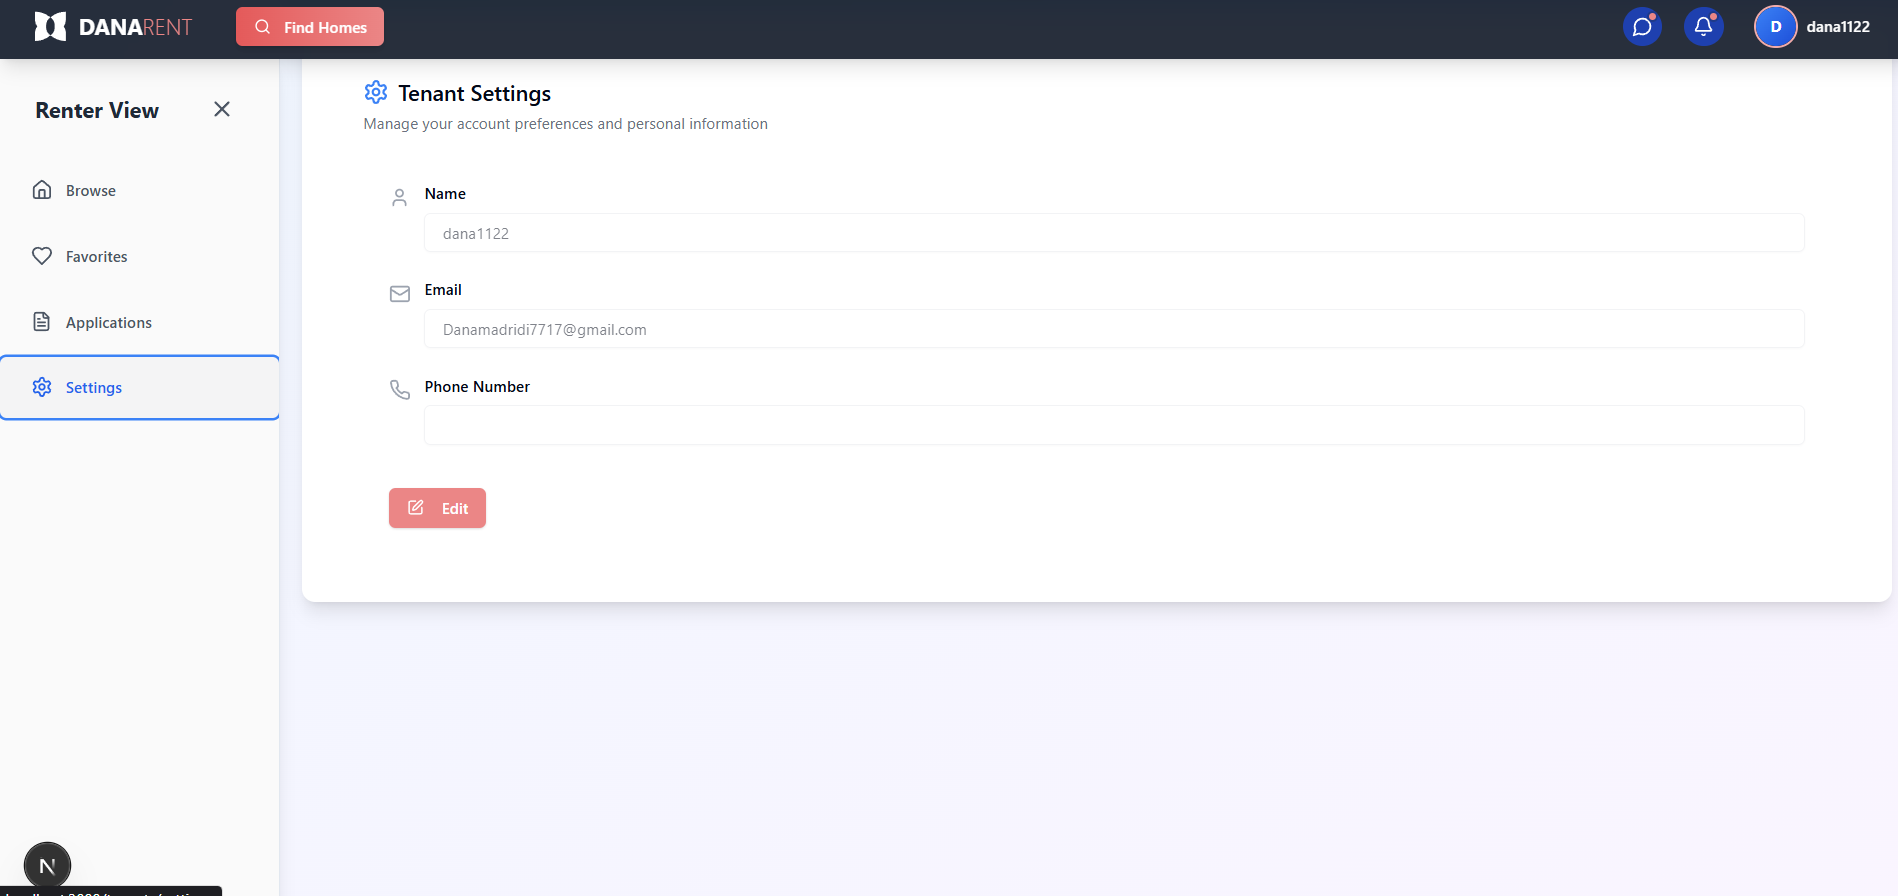 DANARENT
Find Homes
D
dana1122
Renter View
Browse
Favorites
Applications
Settings
Tenant Settings
Manage your account preferences and personal information
Name
dana1122
Email
Danamadridi7717@gmail.com
Phone Number
Edit
N